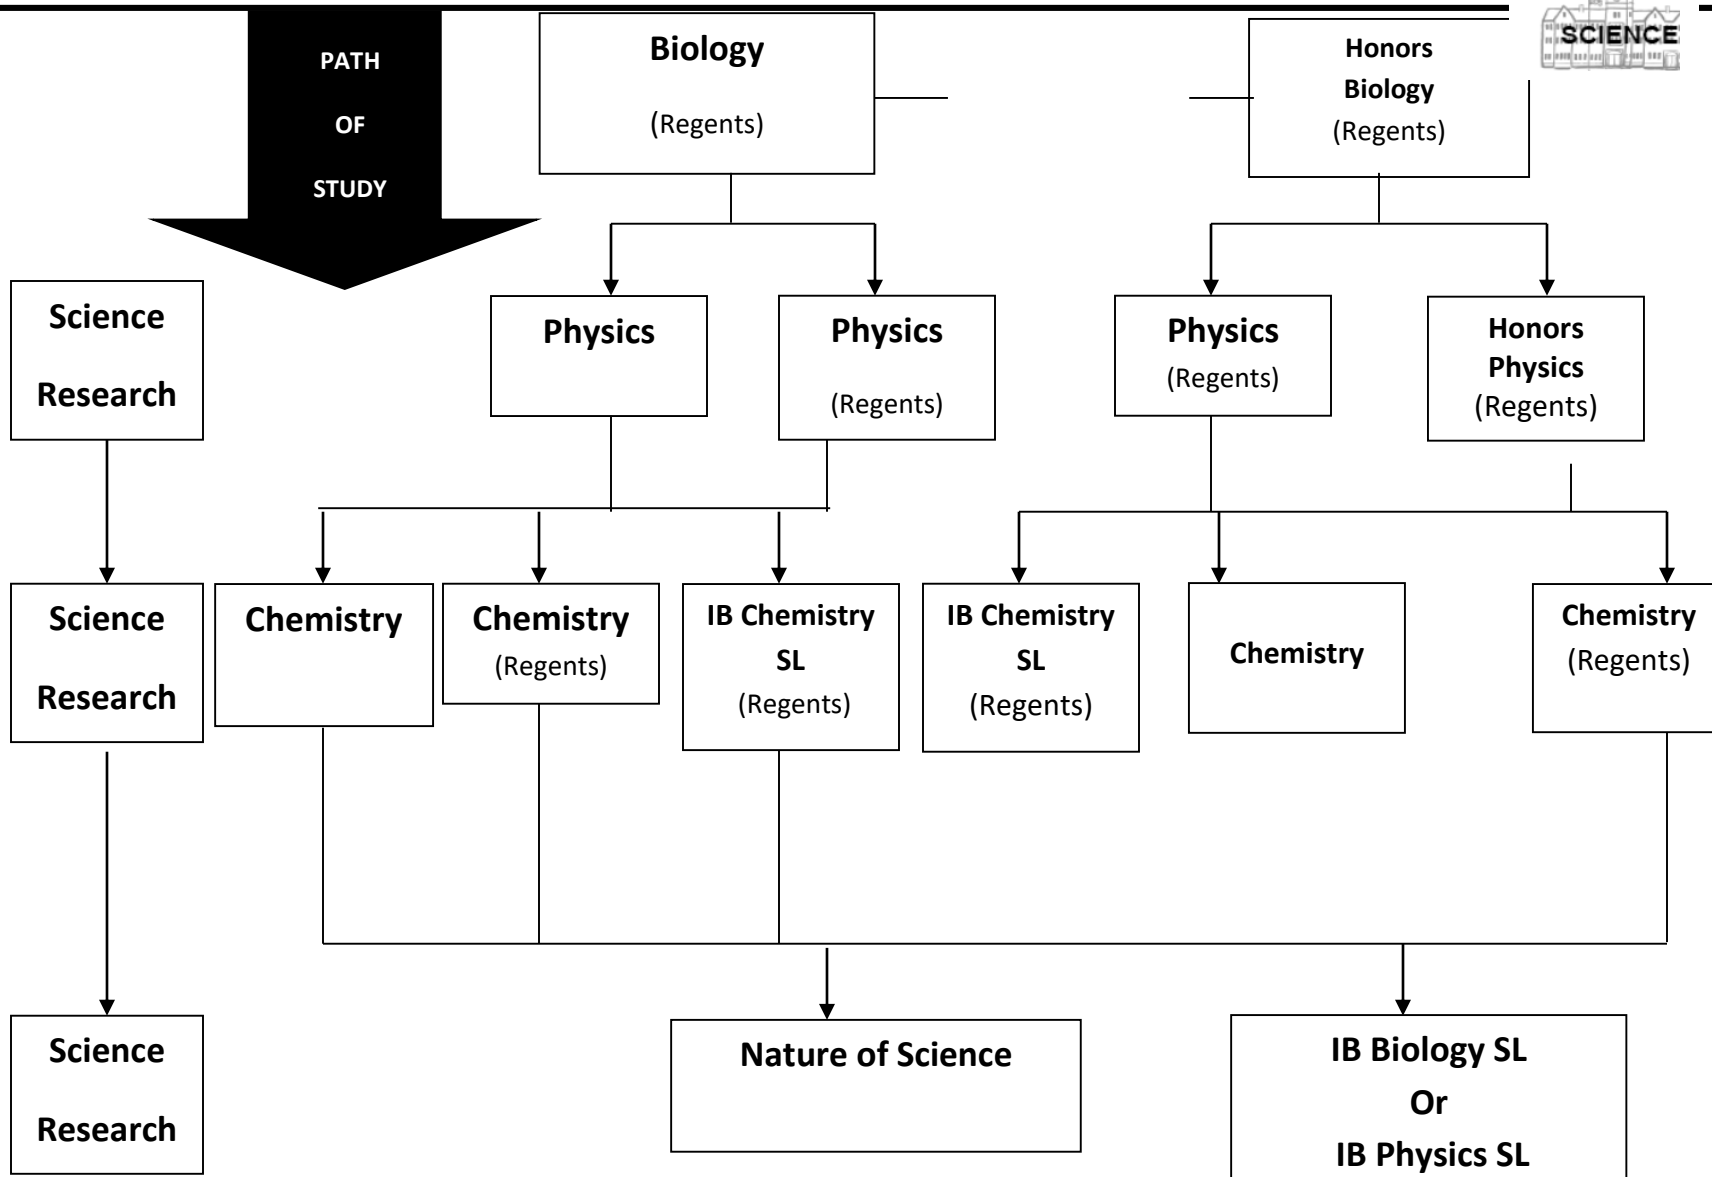 SCIENCE
PATH
OF
STUDY
Biology
(Regents)
Honors
Biology
(Regents)
Science
Research
Physics
Physics
(Regents)
Physics
(Regents)
Honors
Physics
(Regents)
Science
Research
Chemistry
Chemistry
(Regents)
IB Chemistry
SL
(Regents)
IB Chemistry
SL
(Regents)
Chemistry
Chemistry
(Regents)
Science
Research
Nature of Science
IB Biology SL
Or
IB Physics SL